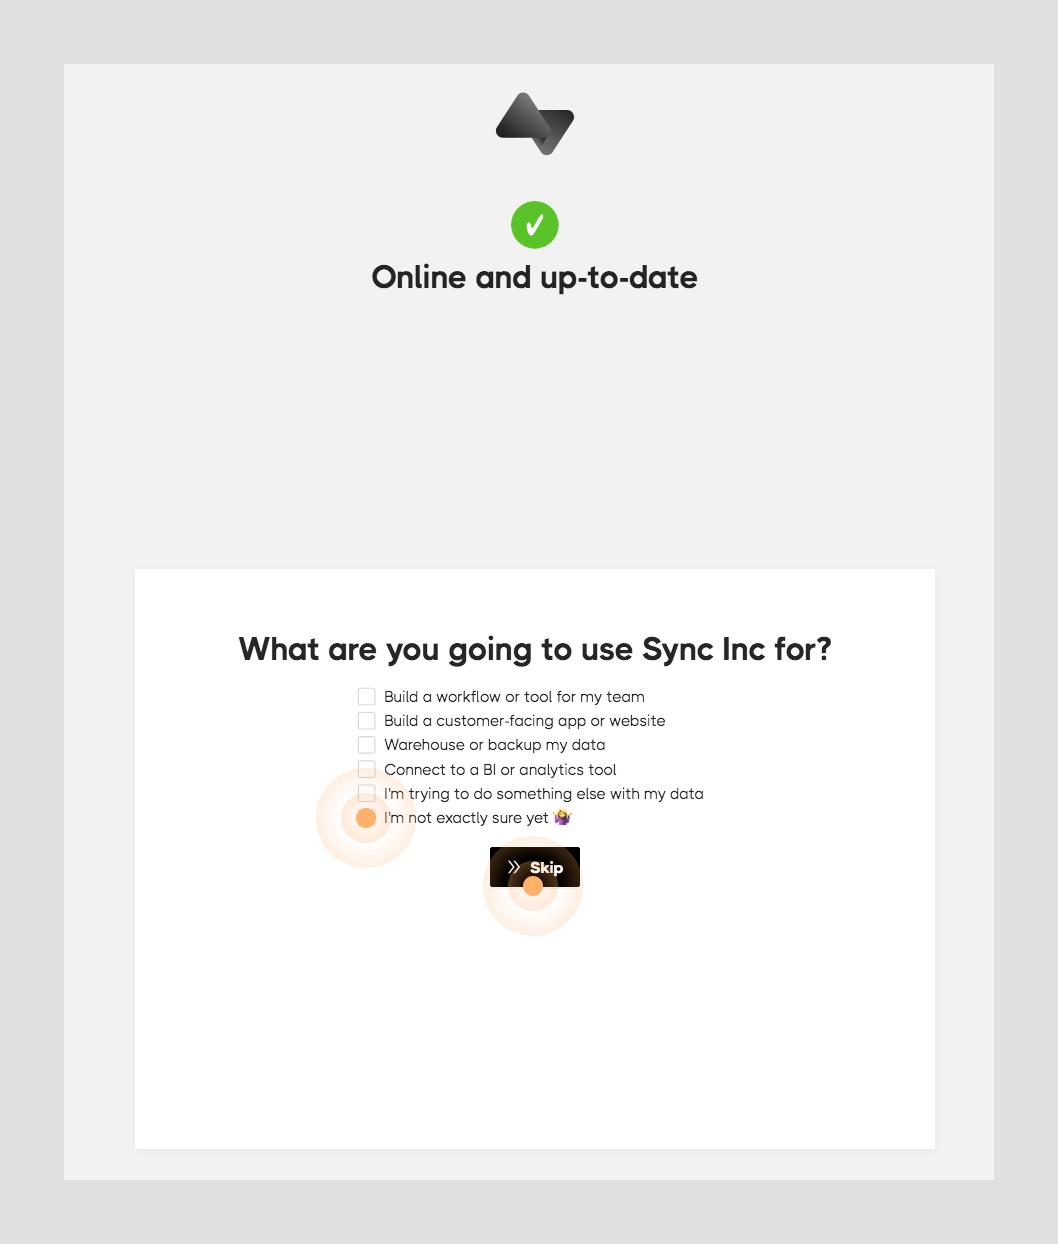 Online and up-to-date
What are you going to use Sync Inc for?
Build a workflow or tool for my team
Build a customer-facing app or website
Warehouse or backup my data
Connect to a BI or analytics tool
I'm trying to do something else with my data
I'm not exactly sure yet 🤷‍♀️
Skip